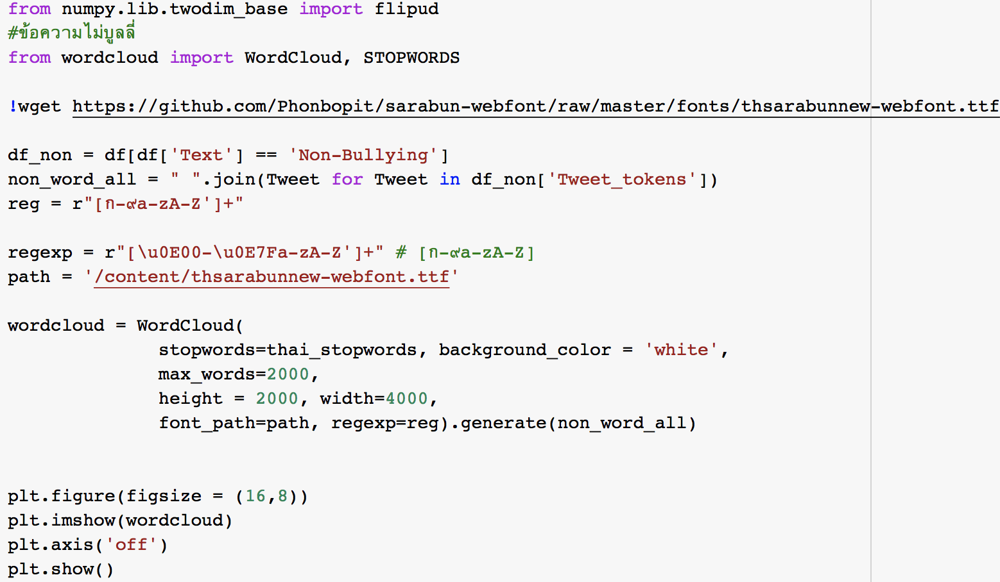 from numpy.lib.twodim_base import flipud
#ข้อความไม่บูลลี่
from wordcloud import WordCloud, STOPWORDS
!wget https://github.com/Phonbopit/sarabun-webfont/raw/master/fonts/thsarabunnew-webfont.ttf
df_non = df[df['Text'] == 'Non-Bullying']
non_word_all = " ".join(Tweet for Tweet in df_non['Tweet_tokens'])
reg = r"[ก-๙a-zA-Z']+"
regexp = r"[\u0E00-\u0E7Fa-zA-Z']+" # [ก-๙a-zA-Z]
path = '/content/thsarabunnew-webfont.ttf'
wordcloud = WordCloud(
stopwords=thai_stopwords, background_color = 'white',
max_words=2000,
height = 2000, width=4000,
font_path=path, regexp=reg).generate(non_word_all)
plt.figure(figsize = (16,8))
plt.imshow(wordcloud)
plt.axis('off')
plt.show()